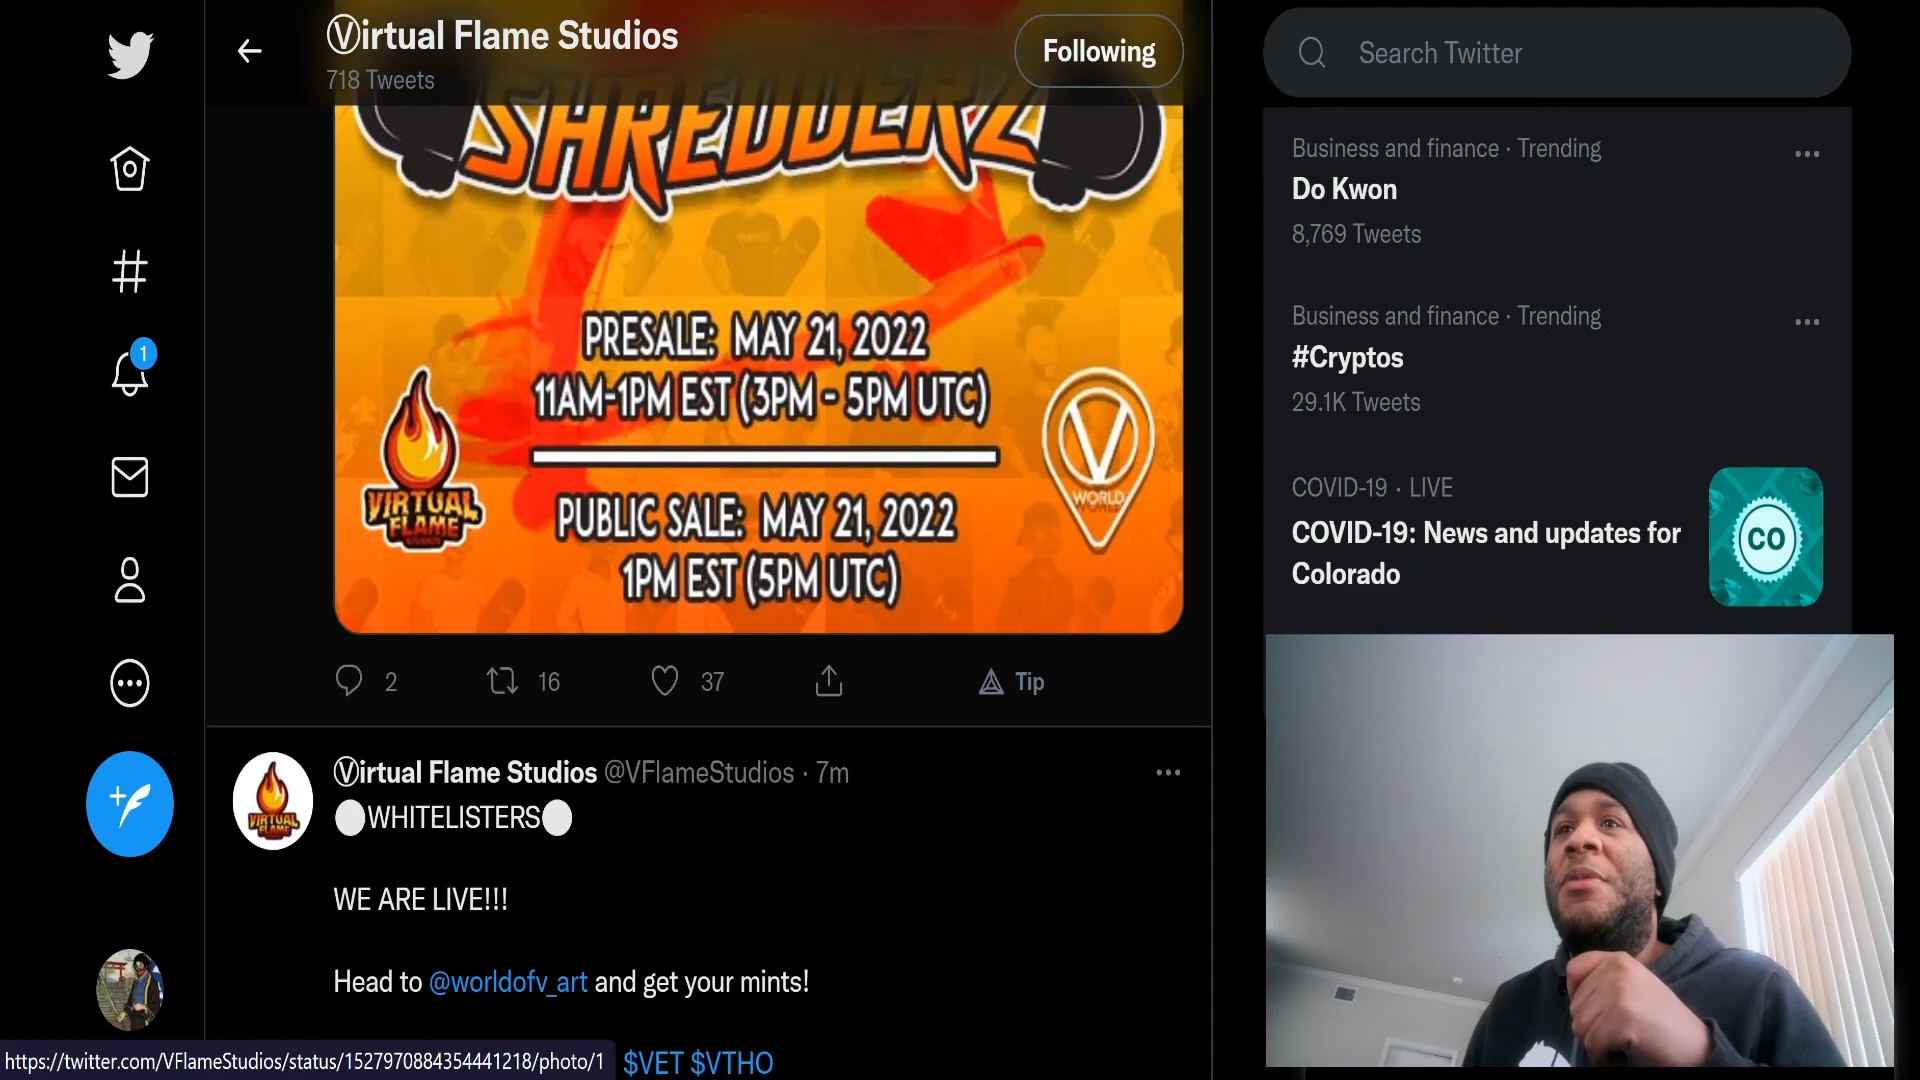 Ⓥirtual Flame Studios
718 Tweets
Following
SHREDDERZ
PRESALE: MAY 21, 2022
11AM-1PM EST (3PM - 5PM UTC)
PUBLIC SALE: MAY 21, 2022
1PM EST (5PM UTC)
VIRTUAL
FLAME
STUDIOS
V
WORLD
2
16
37
Tip
Ⓥirtual Flame Studios @VFlameStudios · 7m
⚪WHITELISTERS⚪
WE ARE LIVE!!!
Head to @worldofv_art and get your mints!
$VET $VTHO
VIRTUAL
FLAME
1
https://twitter.com/VFlameStudios/status/1527970884354441218/photo/1
Search Twitter
Business and finance · Trending
Do Kwon
8,769 Tweets
Business and finance · Trending
#Cryptos
29.1K Tweets
COVID-19 · LIVE
COVID-19: News and updates for
Colorado
CO